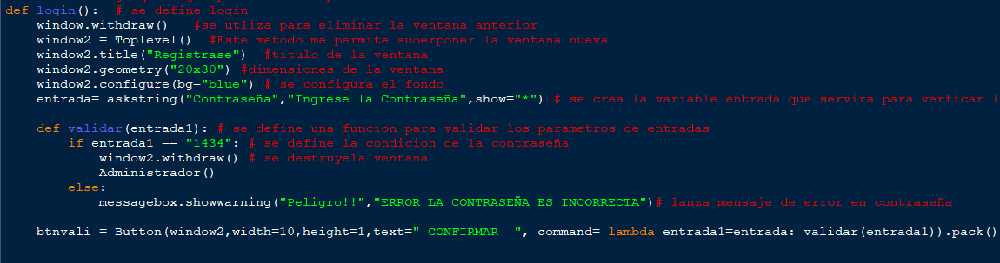 def login():  # se define login
    window.withdraw()   #se utliza para eliminar la ventana anterior
    window2 = Toplevel()  #Este metodo me permite suoerponer la ventana nueva
    window2.title("Registrase")  #titulo de la ventana
    window2.geometry("20x30") #dimensiones de la ventana
    window2.configure(bg="blue") # se configura el fondo
    entrada= askstring("Contraseña","Ingrese la Contraseña",show="*") # se crea la variable entrada que servira para verficar l
    def validar(entrada1): # se define una funcion para validar los parametros de entradas
        if entrada1 == "1434": # se define la condicion de la contraseña
            window2.withdraw() # se destruyela ventana
            Administrador()
        else:
            messagebox.showwarning("Peligro!!","ERROR LA CONTRASEÑA ES INCORRECTA")# lanza mensaje de error en contraseña
    btnvali = Button(window2,width=10,height=1,text=" CONFIRMAR  ", command= lambda entrada1=entrada: validar(entrada1)).pack()